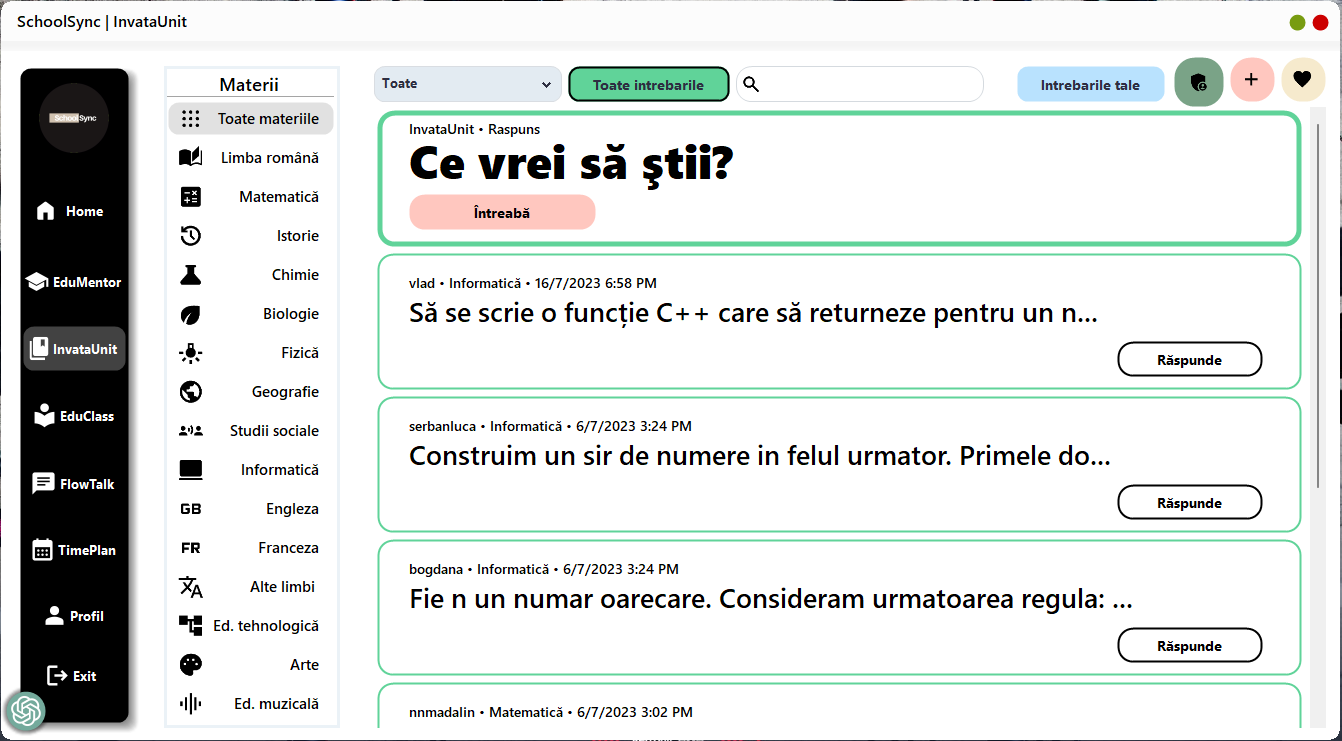 SchoolSync | InvataUnit
SchoolSync
Home
EduMentor
InvataUnit
EduClass
FlowTalk
TimePlan
Profil
Exit
Materii
Toate materiile
Limba română
Matematică
Istorie
Chimie
Biologie
Fizică
Geografie
Studii sociale
Informatică
GB Engleza
FR Franceza
Alte limbi
Ed. tehnologică
Arte
Ed. muzicală
Toate
Toate intrebarile
Intrebarile tale
InvataUnit • Raspuns
Ce vrei să ştii?
Întreabă
vlad • Informatică • 16/7/2023 6:58 PM
Să se scrie o funcție C++ care să returneze pentru un n...
Răspunde
serbanluca • Informatică • 6/7/2023 3:24 PM
Construim un sir de numere in felul urmator. Primele do...
Răspunde
bogdana • Informatică • 6/7/2023 3:24 PM
Fie n un numar oarecare. Consideram urmatoarea regula: ...
Răspunde
nnmadalin • Matematică • 6/7/2023 3:02 PM